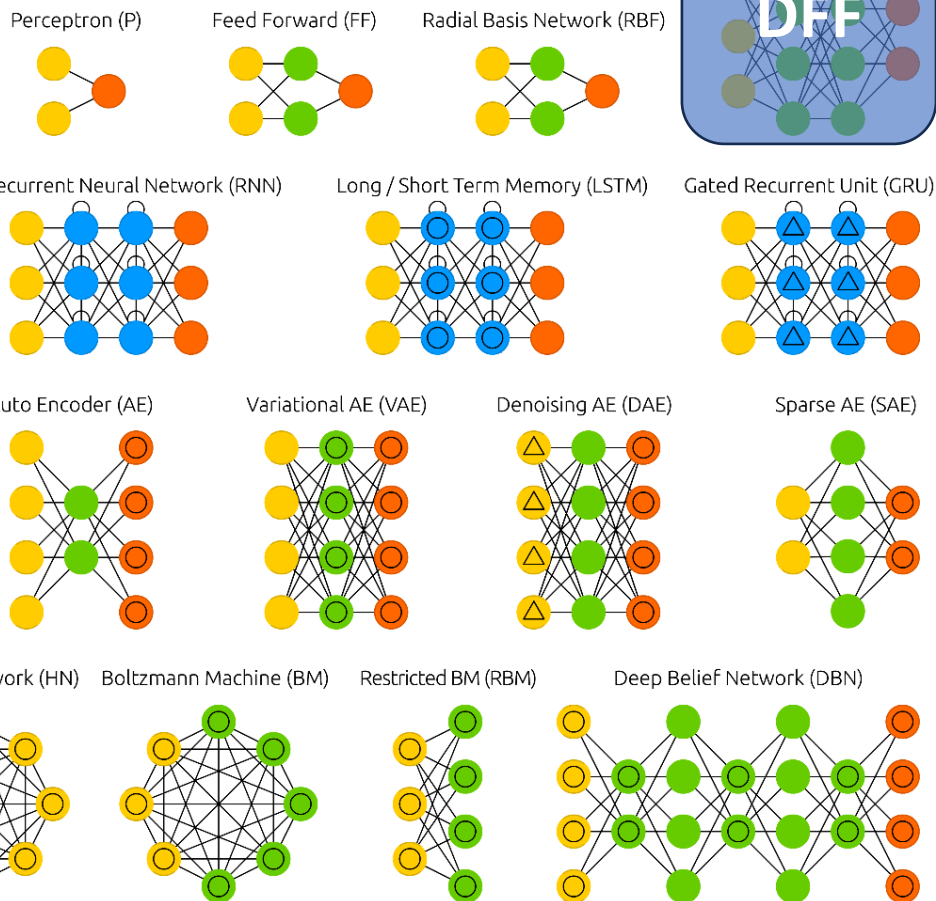 Perceptron (P)
Feed Forward (FF)
Radial Basis Network (RBF)
DFF
ecurrent Neural Network (RNN)
Long / Short Term Memory (LSTM)
Gated Recurrent Unit (GRU)
uto Encoder (AE)
Variational AE (VAE)
Denoising AE (DAE)
Sparse AE (SAE)
work (HN)
Boltzmann Machine (BM)
Restricted BM (RBM)
Deep Belief Network (DBN)